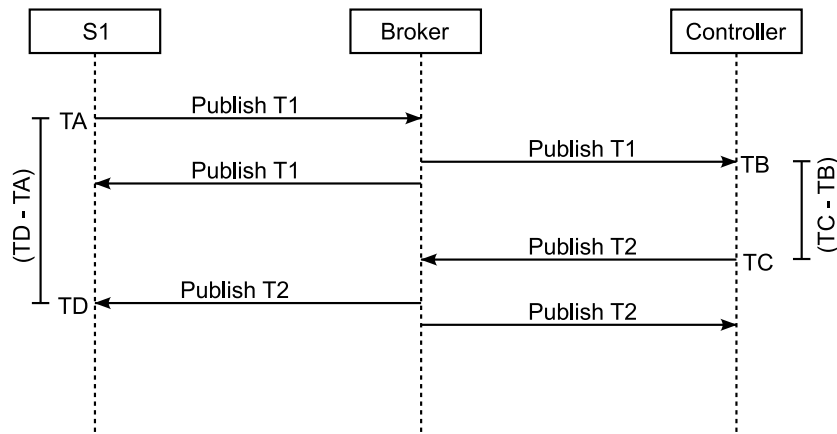 S1
Broker
Controller
Publish T1
TA
Publish T1
TB
Publish T1
(TD - TA)
(TC - TB)
Publish T2
TC
Publish T2
TD
Publish T2